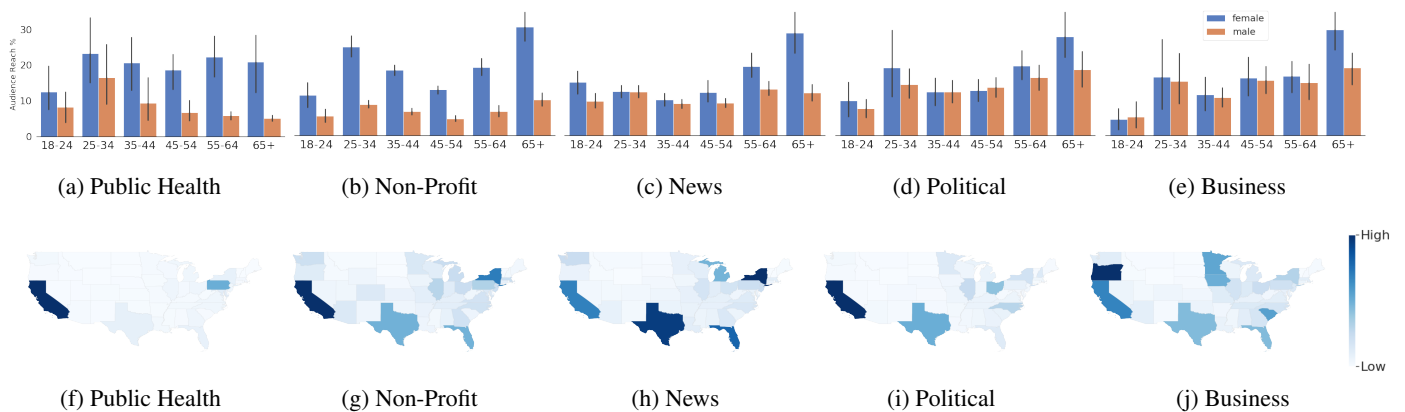 Audience Reach %
30
20
10
0
18-24 25-34 35-44 45-54 55-64 65+
18-24 25-34 35-44 45-54 55-64 65+
18-24 25-34 35-44 45-54 55-64 65+
18-24 25-34 35-44 45-54 55-64 65+
18-24 25-34 35-44 45-54 55-64 65+
female
male
(a) Public Health
(b) Non-Profit
(c) News
(d) Political
(e) Business
High
Low
(f) Public Health
(g) Non-Profit
(h) News
(i) Political
(j) Business